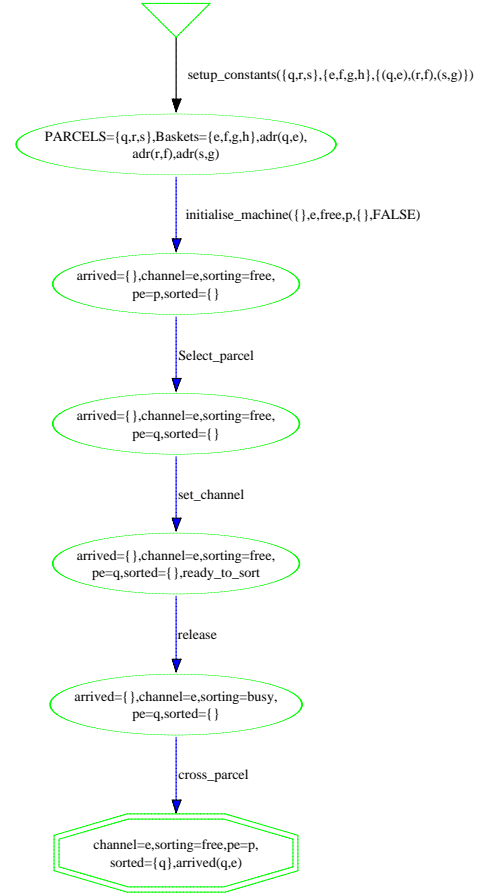 setup_constants({q,r,s},{e,f,g,h},{(q,e),(r,f),(s,g)})
PARCELS={q,r,s},Baskets={e,f,g,h},adr(q,e),
adr(r,f),adr(s,g)
initialise_machine({},e,free,p,{},FALSE)
arrived={},channel=e,sorting=free,
pe=p,sorted={}
Select_parcel
arrived={},channel=e,sorting=free,
pe=q,sorted={}
set_channel
arrived={},channel=e,sorting=free,
pe=q,sorted={},ready_to_sort
release
arrived={},channel=e,sorting=busy,
pe=q,sorted={}
cross_parcel
channel=e,sorting=free,pe=p,
sorted={q},arrived(q,e)